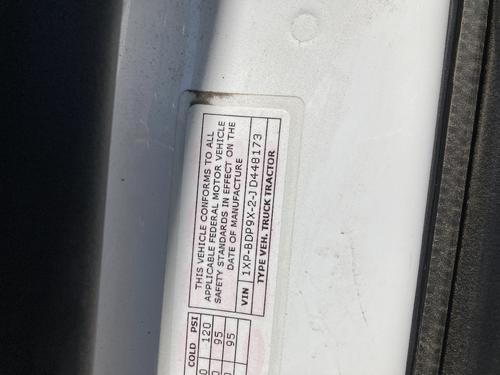 THIS VEHICLE CONFORMS TO ALL
APPLICABLE FEDERAL MOTOR VEHICLE
SAFETY STANDARDS IN EFFECT ON THE
DATE OF MANUFACTURE
VIN 1XP-BDP9X-2-JD448173
TYPE VEH. TRUCK TRACTOR
COLD PSI
120
95
95